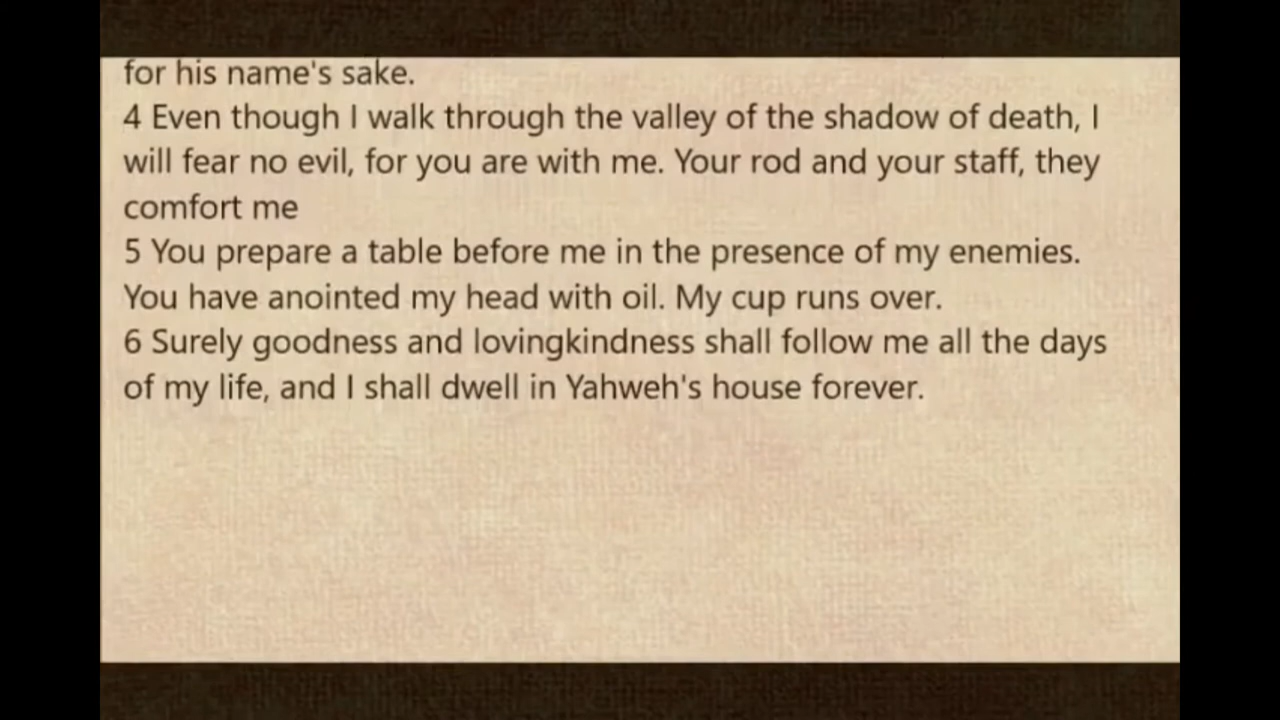 for his name's sake.
4 Even though I walk through the valley of the shadow of death, I
will fear no evil, for you are with me. Your rod and your staff, they
comfort me
5 You prepare a table before me in the presence of my enemies.
You have anointed my head with oil. My cup runs over.
6 Surely goodness and lovingkindness shall follow me all the days
of my life, and I shall dwell in Yahweh's house forever.